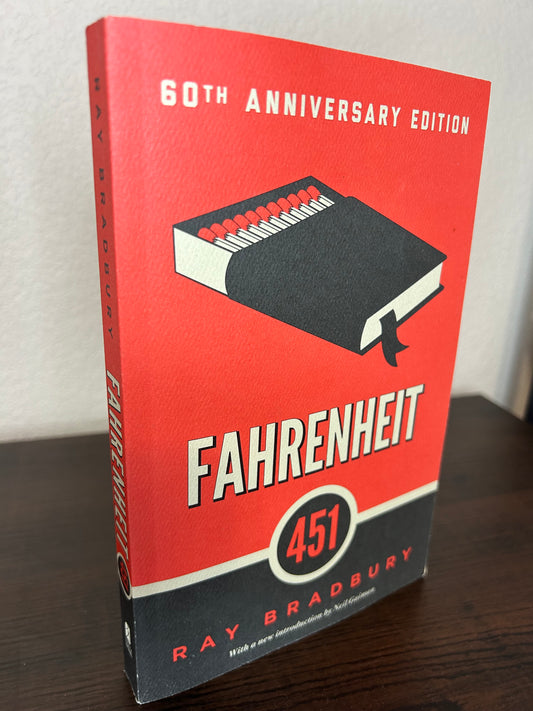 60TH ANNIVERSARY EDITION
FAHRENHEIT
451
RAY BRADBURY
With a new introduction by Neil Gaiman.
RAY BRADBURY
FAHRENHEIT
451